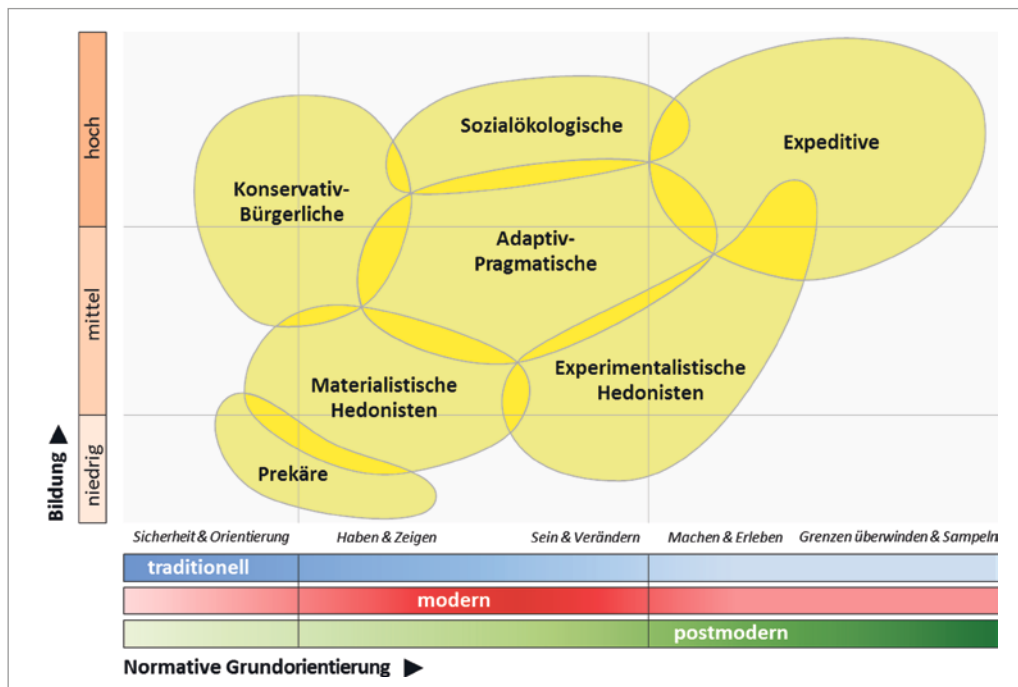 Bildung ▶
hoch
mittel
niedrig
Sozialökologische
Expeditive
Konservativ-
Bürgerliche
Adaptiv-
Pragmatische
Experimentalistische
Hedonisten
Materialistische
Hedonisten
Prekäre
Sicherheit & Orientierung
Haben & Zeigen
Sein & Verändern
Machen & Erleben
Grenzen überwinden & Sampeln
traditionell
modern
postmodern
Normative Grundorientierung ▶